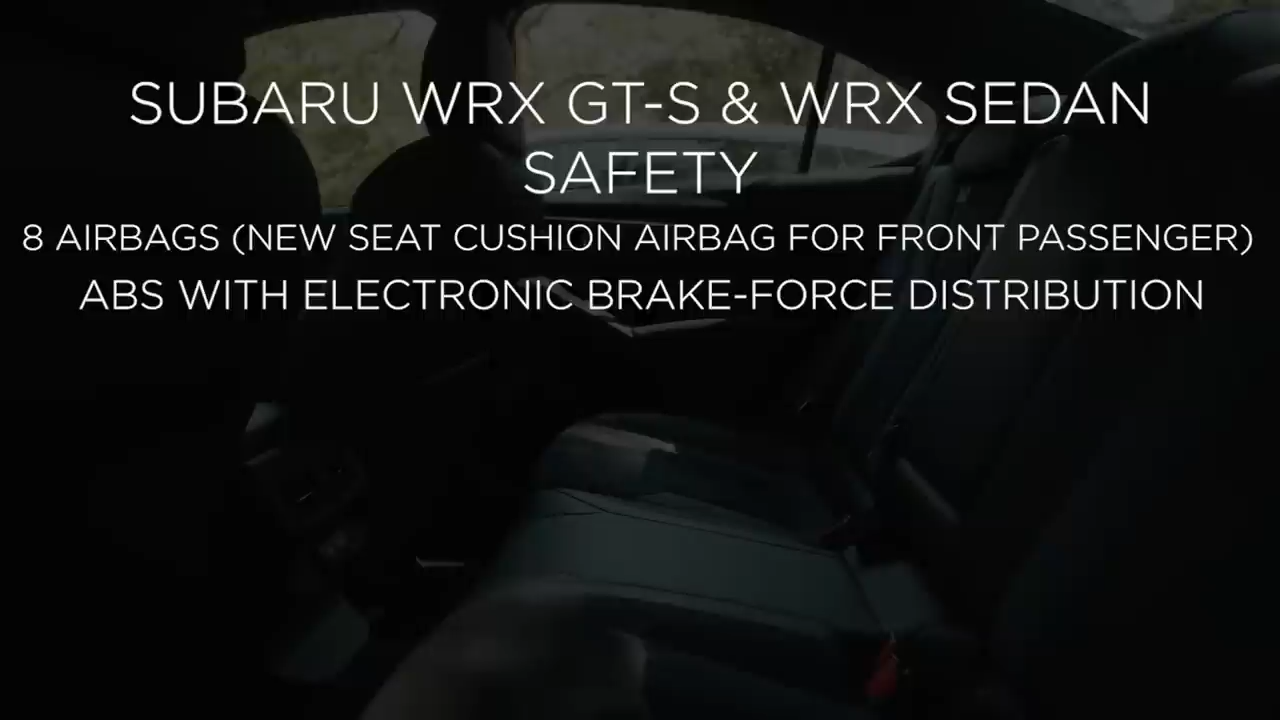 SUBARU WRX GT-S & WRX SEDAN
SAFETY
8 AIRBAGS (NEW SEAT CUSHION AIRBAG FOR FRONT PASSENGER)
ABS WITH ELECTRONIC BRAKE-FORCE DISTRIBUTION